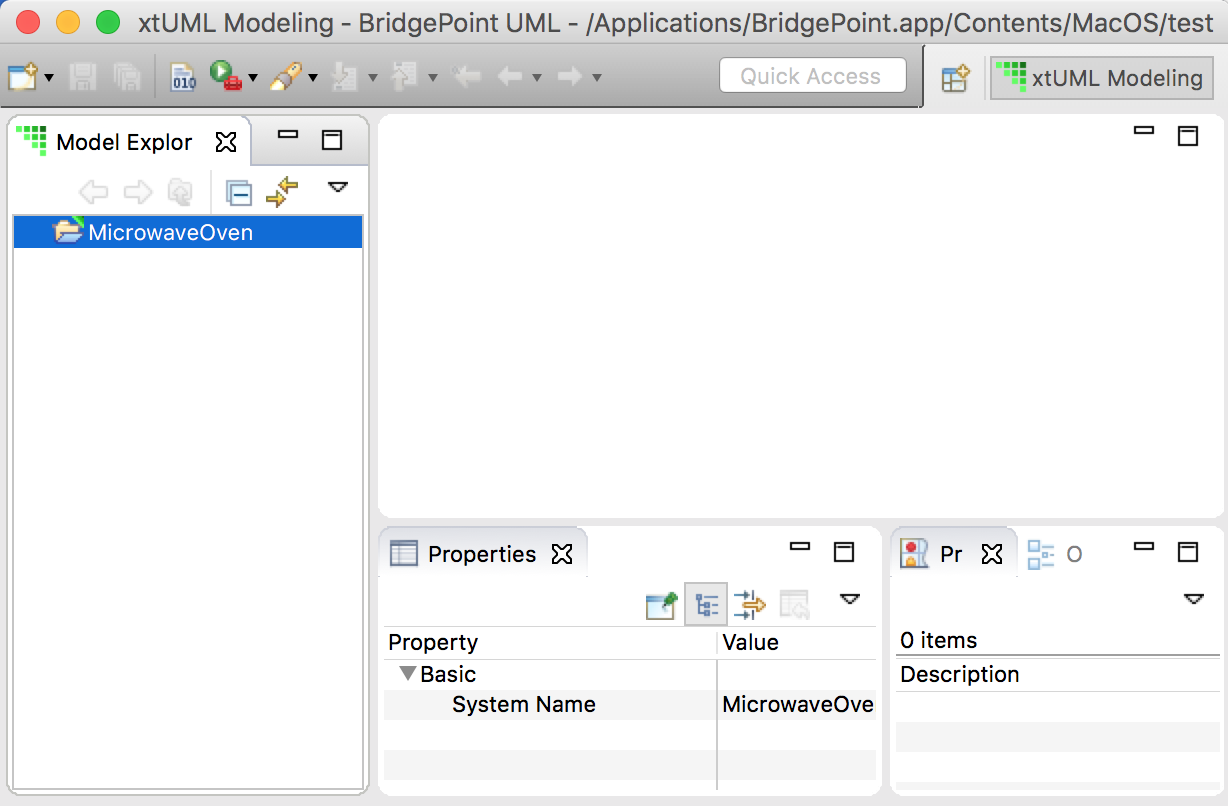 xtUML Modeling - BridgePoint UML - /Applications/BridgePoint.app/Contents/MacOS/test
010
Quick Access
xtUML Modeling
Model Explor
MicrowaveOven
Properties
Property Value
Basic
System Name MicrowaveOve
Pr O
0 items
Description